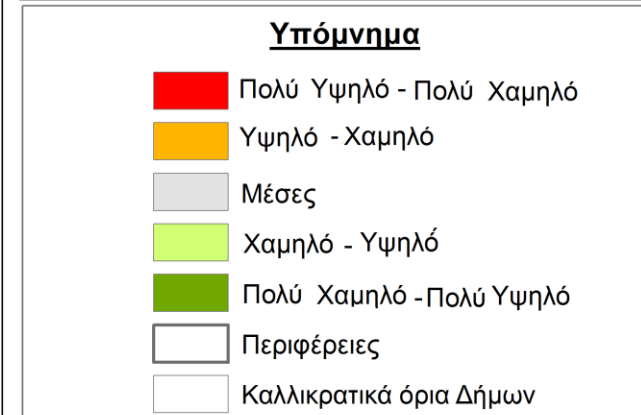 Υπόμνημα
Πολύ Υψηλό - Πολύ Χαμηλό
Υψηλό - Χαμηλό
Μέσες
Χαμηλό - Υψηλό
Πολύ Χαμηλό - Πολύ Υψηλό
Περιφέρειες
Καλλικρατικά όρια Δήμων